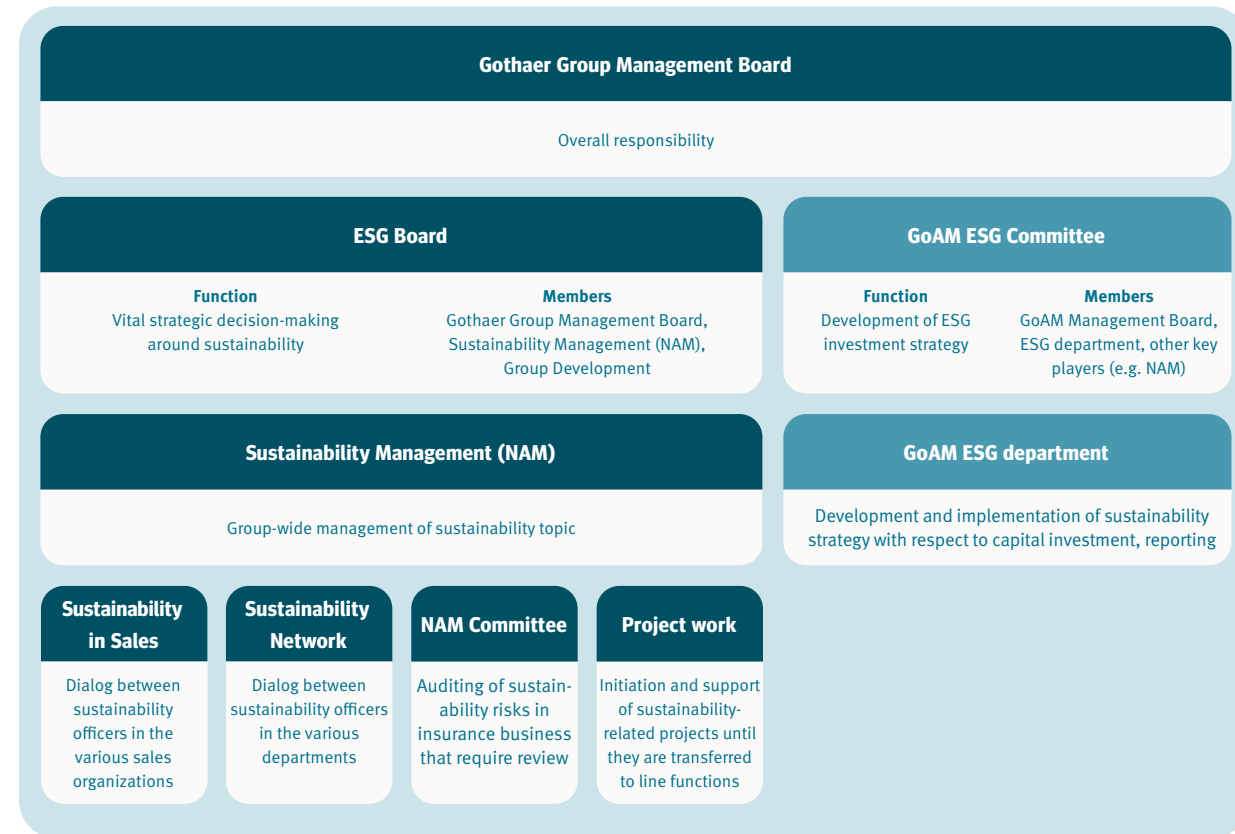 Gothaer Group Management Board
Overall responsibility
ESG Board
Function
Vital strategic decision-making
around sustainability
Members
Gothaer Group Management Board,
Sustainability Management (NAM),
Group Development
GoAM ESG Committee
Function
Development of ESG
investment strategy
Members
GoAM Management Board,
ESG department, other key
players (e.g. NAM)
Sustainability Management (NAM)
Group-wide management of sustainability topic
GoAM ESG department
Development and implementation of sustainability
strategy with respect to capital investment, reporting
Sustainability
in Sales
Dialog between
sustainability
officers in the
various sales
organizations
Sustainability
Network
Dialog between
sustainability officers
in the various
departments
NAM Committee
Auditing of sustain-
ability risks in
insurance business
that require review
Project work
Initiation and support
of sustainability-
related projects until
they are transferred
to line functions